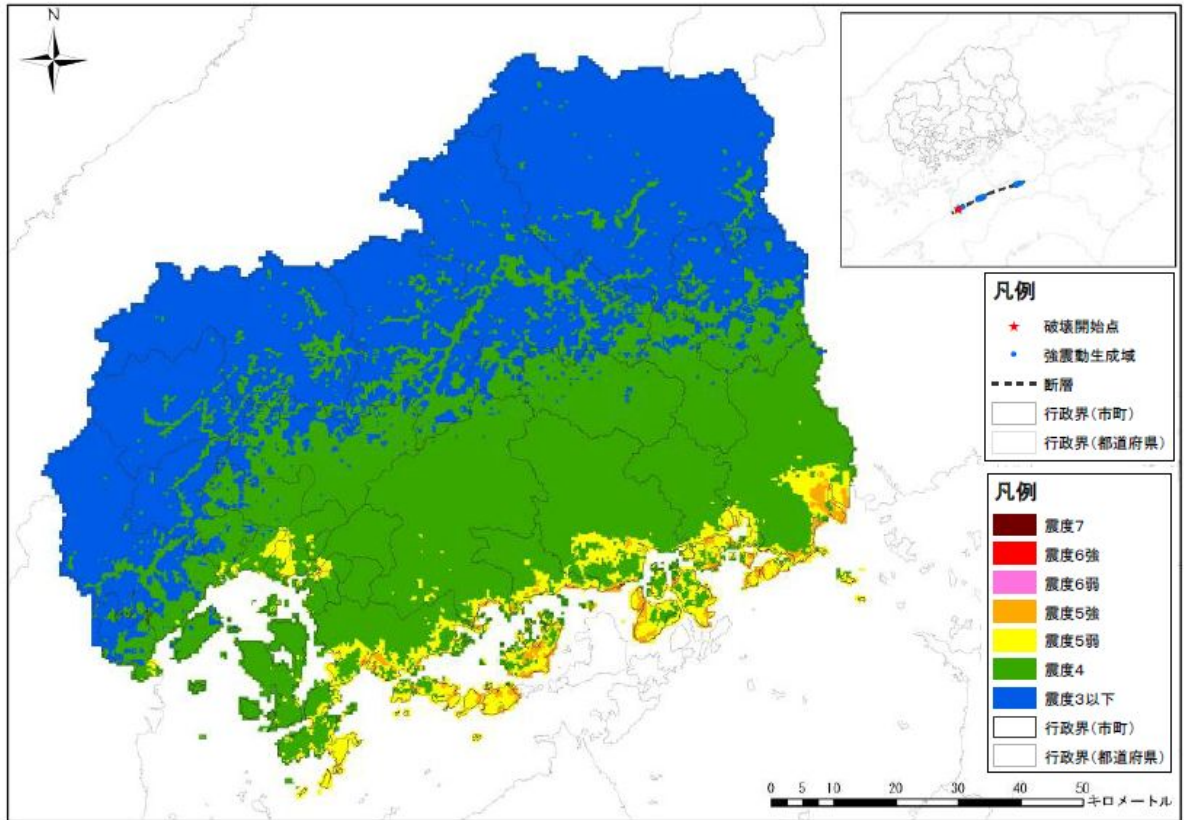 N
凡例
破壊開始点
強震動生成域
断層
行政界(市町)
行政界(都道府県)
凡例
震度7
震度6強
震度6弱
震度5強
震度5弱
震度4
震度3以下
行政界(市町)
行政界(都道府県)
0 5 10 20 30 40 50
キロメートル